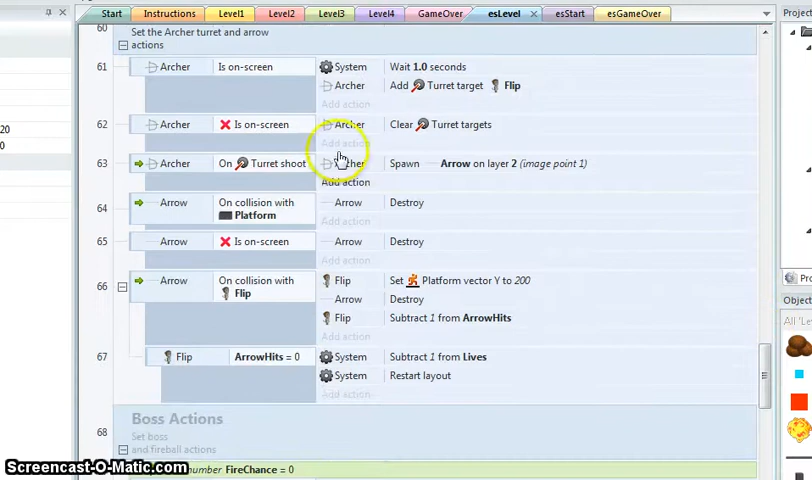 Start Instructions Level1 Level2 Level3 Level4 GameOver esLevel esStart esGameOver
Project
60 Set the Archer turret and arrow
actions
61 Archer Is on-screen System Wait 1.0 seconds
Archer Add Turret target Flip
Add action
62 Archer Is on-screen Archer Clear Turret targets
Add action
63 Archer On Turret shoot Archer Spawn Arrow on layer 2 (image point 1)
Add action
64 Arrow On collision with Platform Arrow Destroy
Add action
65 Arrow Is on-screen Arrow Destroy
Add action
66 Arrow On collision with Flip Flip Set Platform vector Y to 200
Arrow Destroy
Flip Subtract 1 from ArrowHits
Add action
67 Flip ArrowHits = 0 System Subtract 1 from Lives
System Restart layout
Add action
Boss Actions
68 Set boss
and fireball actions
number FireChance = 0
20
0
Object
All 'Le
Screencast-O-Matic.com